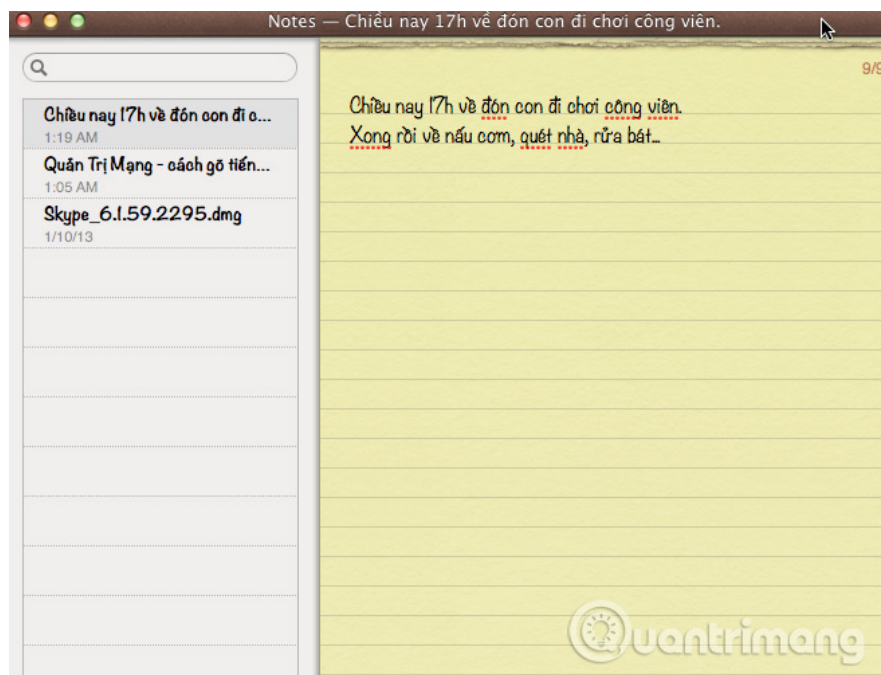 Notes — Chiều nay 17h về đón con đi chơi công viên.
9/9
Chiều nay 17h về đón con đi c...
1:19 AM
Quản Trị Mạng - cách gõ tiến...
1:05 AM
Skype_6.1.59.2295.dmg
1/10/13
Chiều nay 17h về đón con đi chơi công viên.
Xong rồi về nấu cơm, quét nhà, rửa bát...
Quantrimang